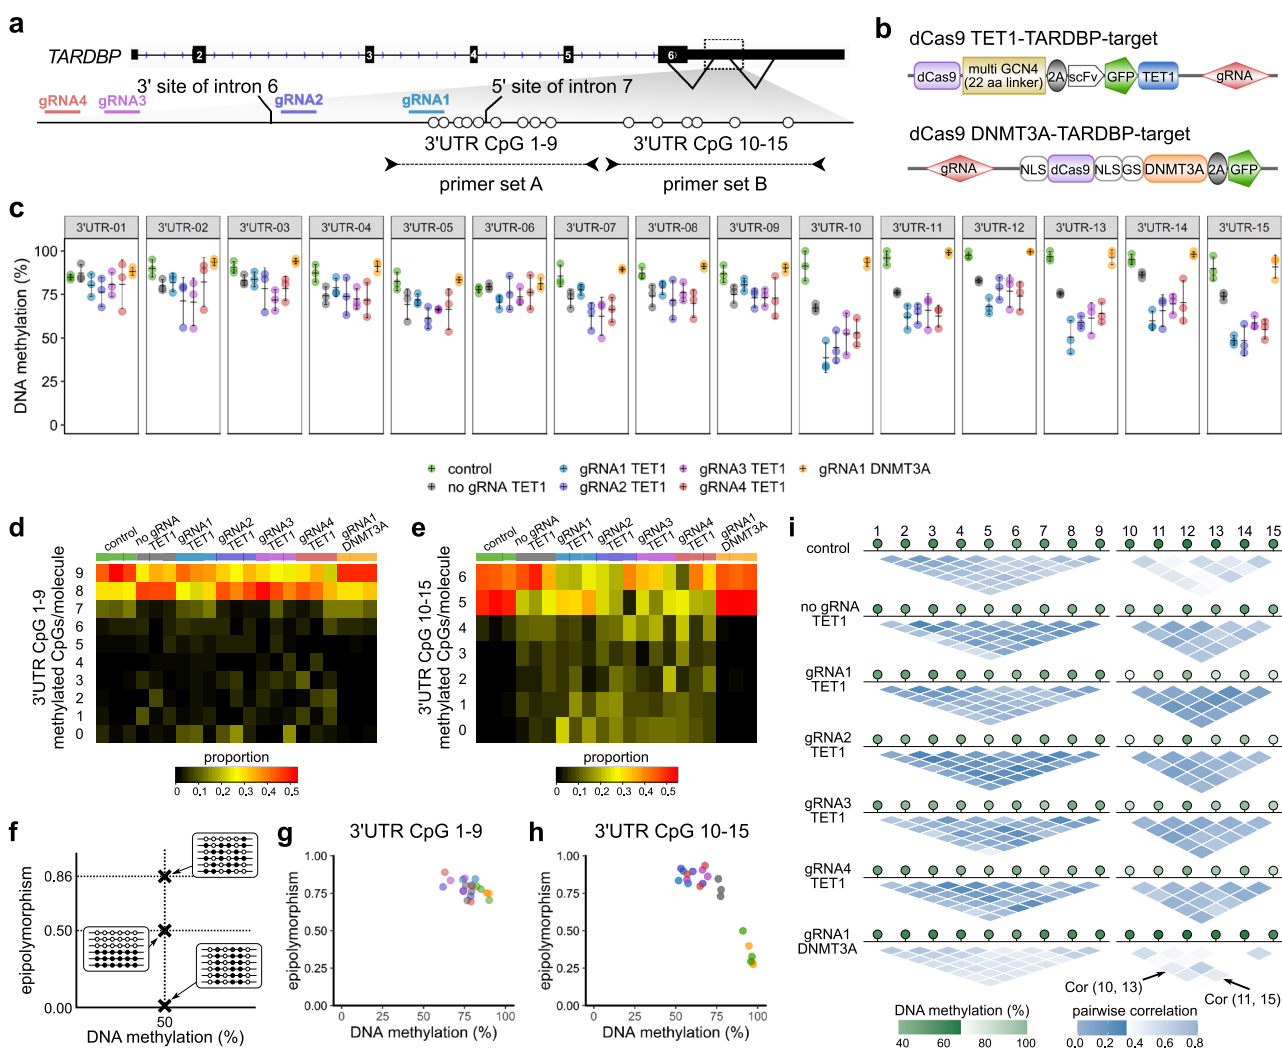 a
TARDBP
2
3
4
5
6
3' site of intron 6
5' site of intron 7
gRNA4
gRNA3
gRNA2
gRNA1
3'UTR CpG 1-9
3'UTR CpG 10-15
primer set A
primer set B
b
dCas9 TET1-TARDBP-target
dCas9
multi GCN4
(22 aa linker)
2A
scFv
GFP
TET1
gRNA
dCas9 DNMT3A-TARDBP-target
gRNA
NLS
dCas9
NLS
GS
DNMT3A
2A
GFP
c
3'UTR-01
3'UTR-02
3'UTR-03
3'UTR-04
3'UTR-05
3'UTR-06
3'UTR-07
3'UTR-08
3'UTR-09
3'UTR-10
3'UTR-11
3'UTR-12
3'UTR-13
3'UTR-14
3'UTR-15
DNA methylation (%)
100
75
50
25
0
control
no gRNA TET1
gRNA1 TET1
gRNA2 TET1
gRNA3 TET1
gRNA4 TET1
gRNA1 DNMT3A
d
control
no gRNA
TET1
gRNA1
TET1
gRNA2
TET1
gRNA3
TET1
gRNA4
TET1
gRNA1
DNMT3A
3'UTR CpG 1-9
methylated CpGs/molecule
9
8
7
6
5
4
3
2
1
0
proportion
0 0.1 0.2 0.3 0.4 0.5
e
control
no gRNA
TET1
gRNA1
TET1
gRNA2
TET1
gRNA3
TET1
gRNA4
TET1
gRNA1
DNMT3A
3'UTR CpG 10-15
methylated CpGs/molecule
6
5
4
3
2
1
0
proportion
0 0.1 0.2 0.3 0.4 0.5
f
epipolymorphism
0.86
0.50
0.00
50
DNA methylation (%)
g
3'UTR CpG 1-9
epipolymorphism
1.00
0.75
0.50
0.25
0.00
0 25 50 75 100
DNA methylation (%)
h
3'UTR CpG 10-15
epipolymorphism
1.00
0.75
0.50
0.25
0.00
0 25 50 75 100
DNA methylation (%)
i
1 2 3 4 5 6 7 8 9 10 11 12 13 14 15
control
no gRNA
TET1
gRNA1
TET1
gRNA2
TET1
gRNA3
TET1
gRNA4
TET1
gRNA1
DNMT3A
Cor (10, 13)
Cor (11, 15)
DNA methylation (%)
40 60 80 100
pairwise correlation
0.0 0.2 0.4 0.6 0.8